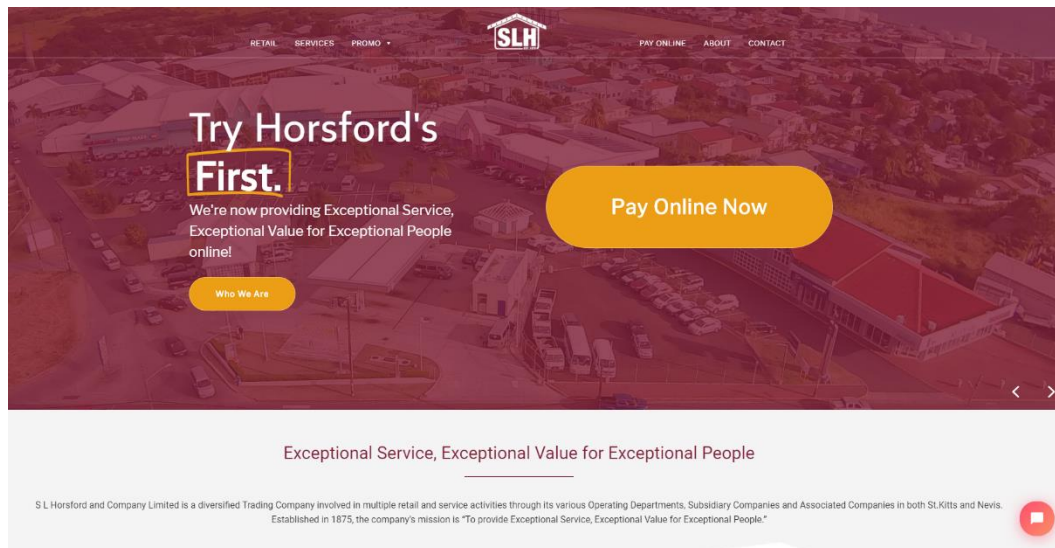 RETAIL SERVICES PROMO
SLH
PAY ONLINE ABOUT CONTACT
Try Horsford's
First.
We're now providing Exceptional Service,
Exceptional Value for Exceptional People
online!
Who We Are
Pay Online Now
Exceptional Service, Exceptional Value for Exceptional People
S L Horsford and Company Limited is a diversified Trading Company involved in multiple retail and service activities through its various Operating Departments, Subsidiary Companies and Associated Companies in both St.Kitts and Nevis.
Established in 1875, the company's mission is "To provide Exceptional Service, Exceptional Value for Exceptional People."